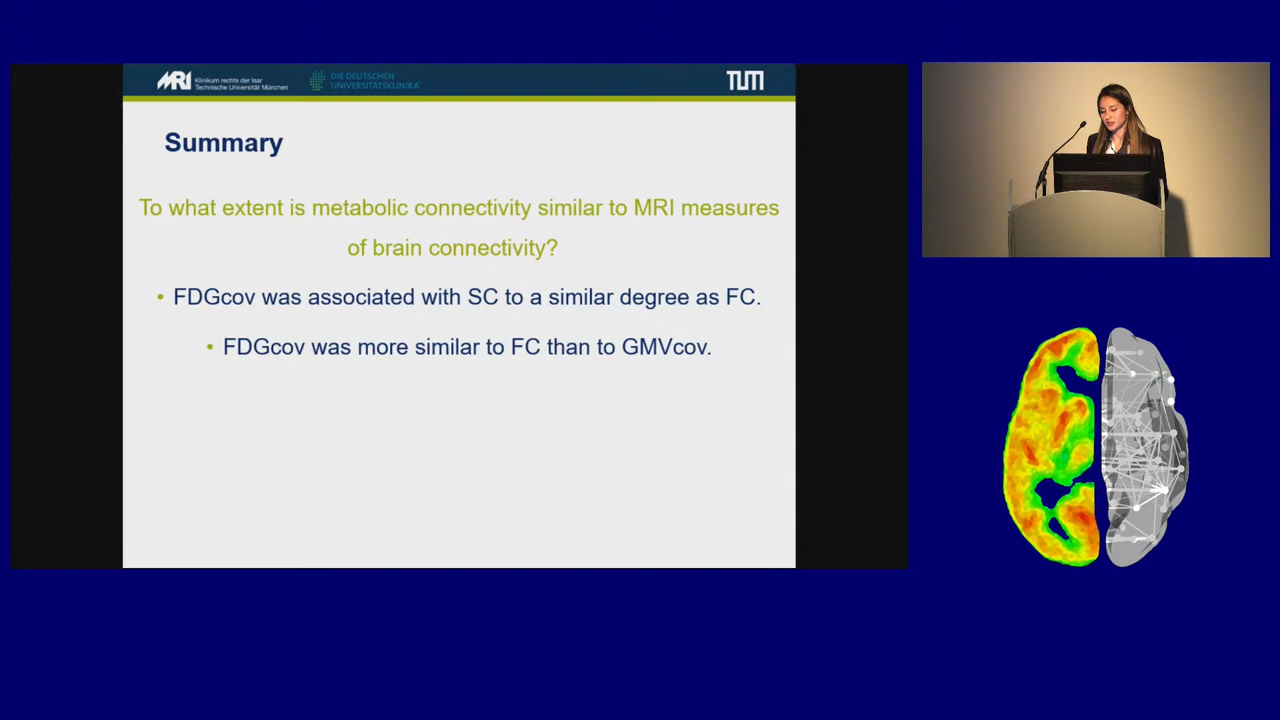 MRI
Klinikum rechts der Isar
Technische Universität München
DIE DEUTSCHEN
UNIVERSITÄTSKLINIKA
TUM
Summary
To what extent is metabolic connectivity similar to MRI measures
of brain connectivity?
• FDGcov was associated with SC to a similar degree as FC.
• FDGcov was more similar to FC than to GMVcov.